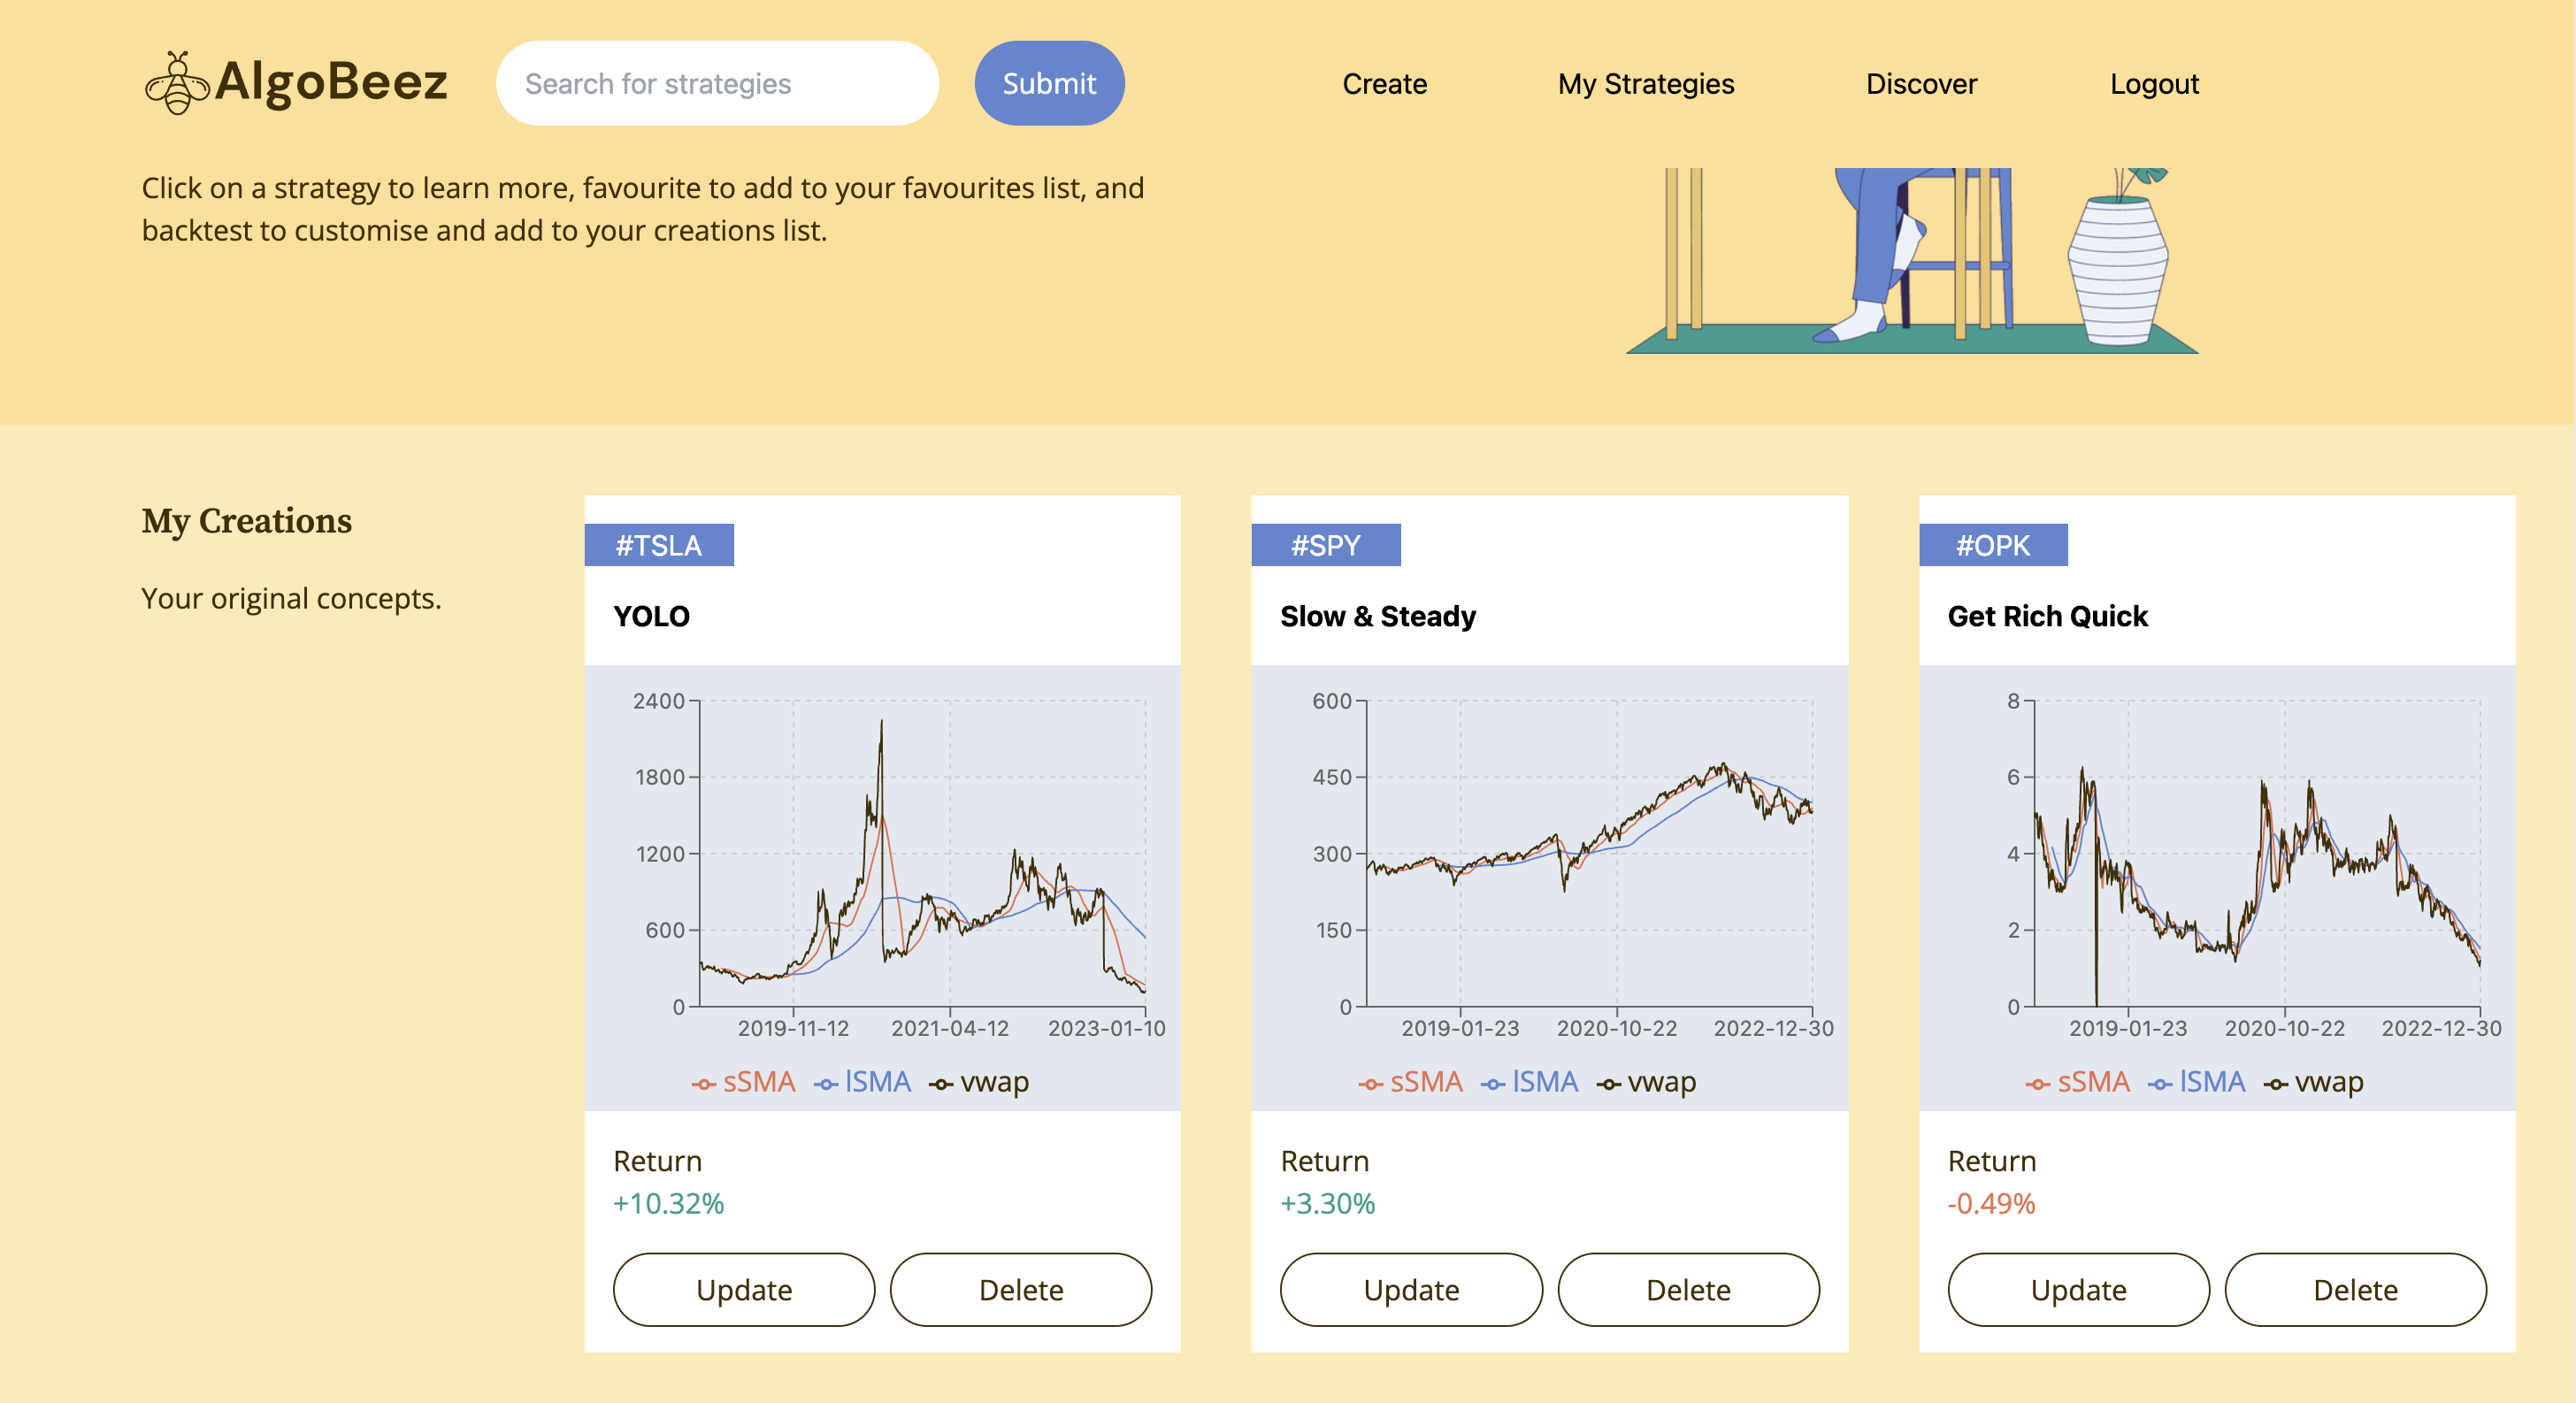 AlgoBeez
Search for strategies
Submit
Create
My Strategies
Discover
Logout
Click on a strategy to learn more, favourite to add to your favourites list, and
backtest to customise and add to your creations list.
My Creations
Your original concepts.
#TSLA
YOLO
2400
1800
1200
600
0
2019-11-12 2021-04-12 2023-01-10
sSMA lSMA vwap
Return
+10.32%
Update Delete
#SPY
Slow & Steady
600
450
300
150
0
2019-01-23 2020-10-22 2022-12-30
sSMA lSMA vwap
Return
+3.30%
Update Delete
#OPK
Get Rich Quick
8
6
4
2
0
2019-01-23 2020-10-22 2022-12-30
sSMA lSMA vwap
Return
-0.49%
Update Delete